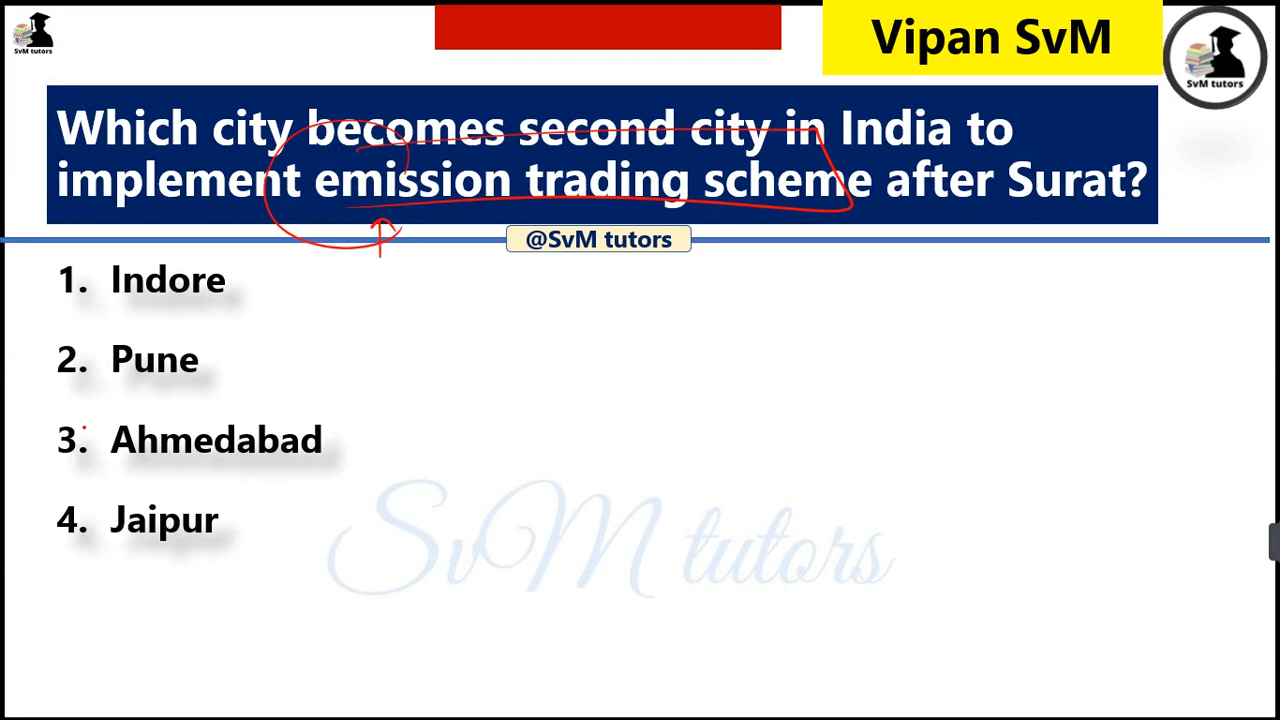 SvM tutors
Vipan SvM
SvM tutors
Which city becomes second city in India to
implement emission trading scheme after Surat?
@SvM tutors
1. Indore
2. Pune
3. Ahmedabad
4. Jaipur
SvM tutors